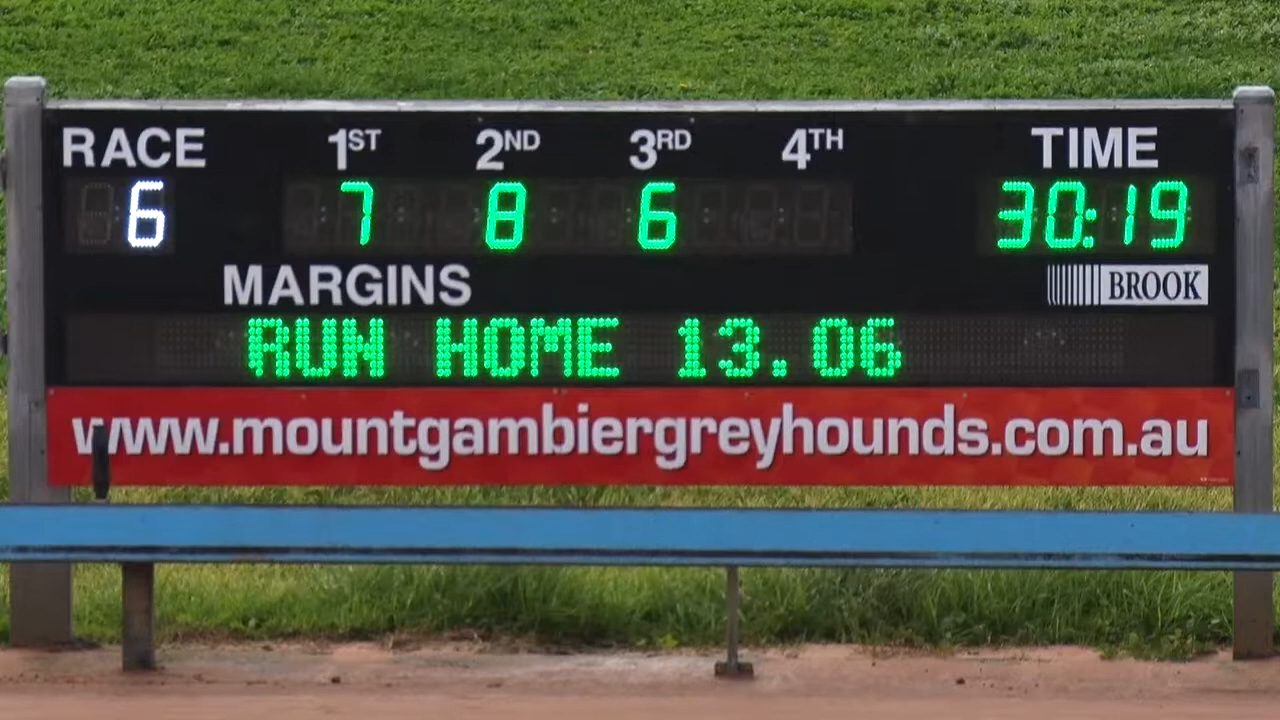 RACE 1ST 2ND 3RD 4TH TIME
6 7 8 6 30:19
MARGINS BROOK
RUN HOME 13.06
www.mountgambiergreyhounds.com.au